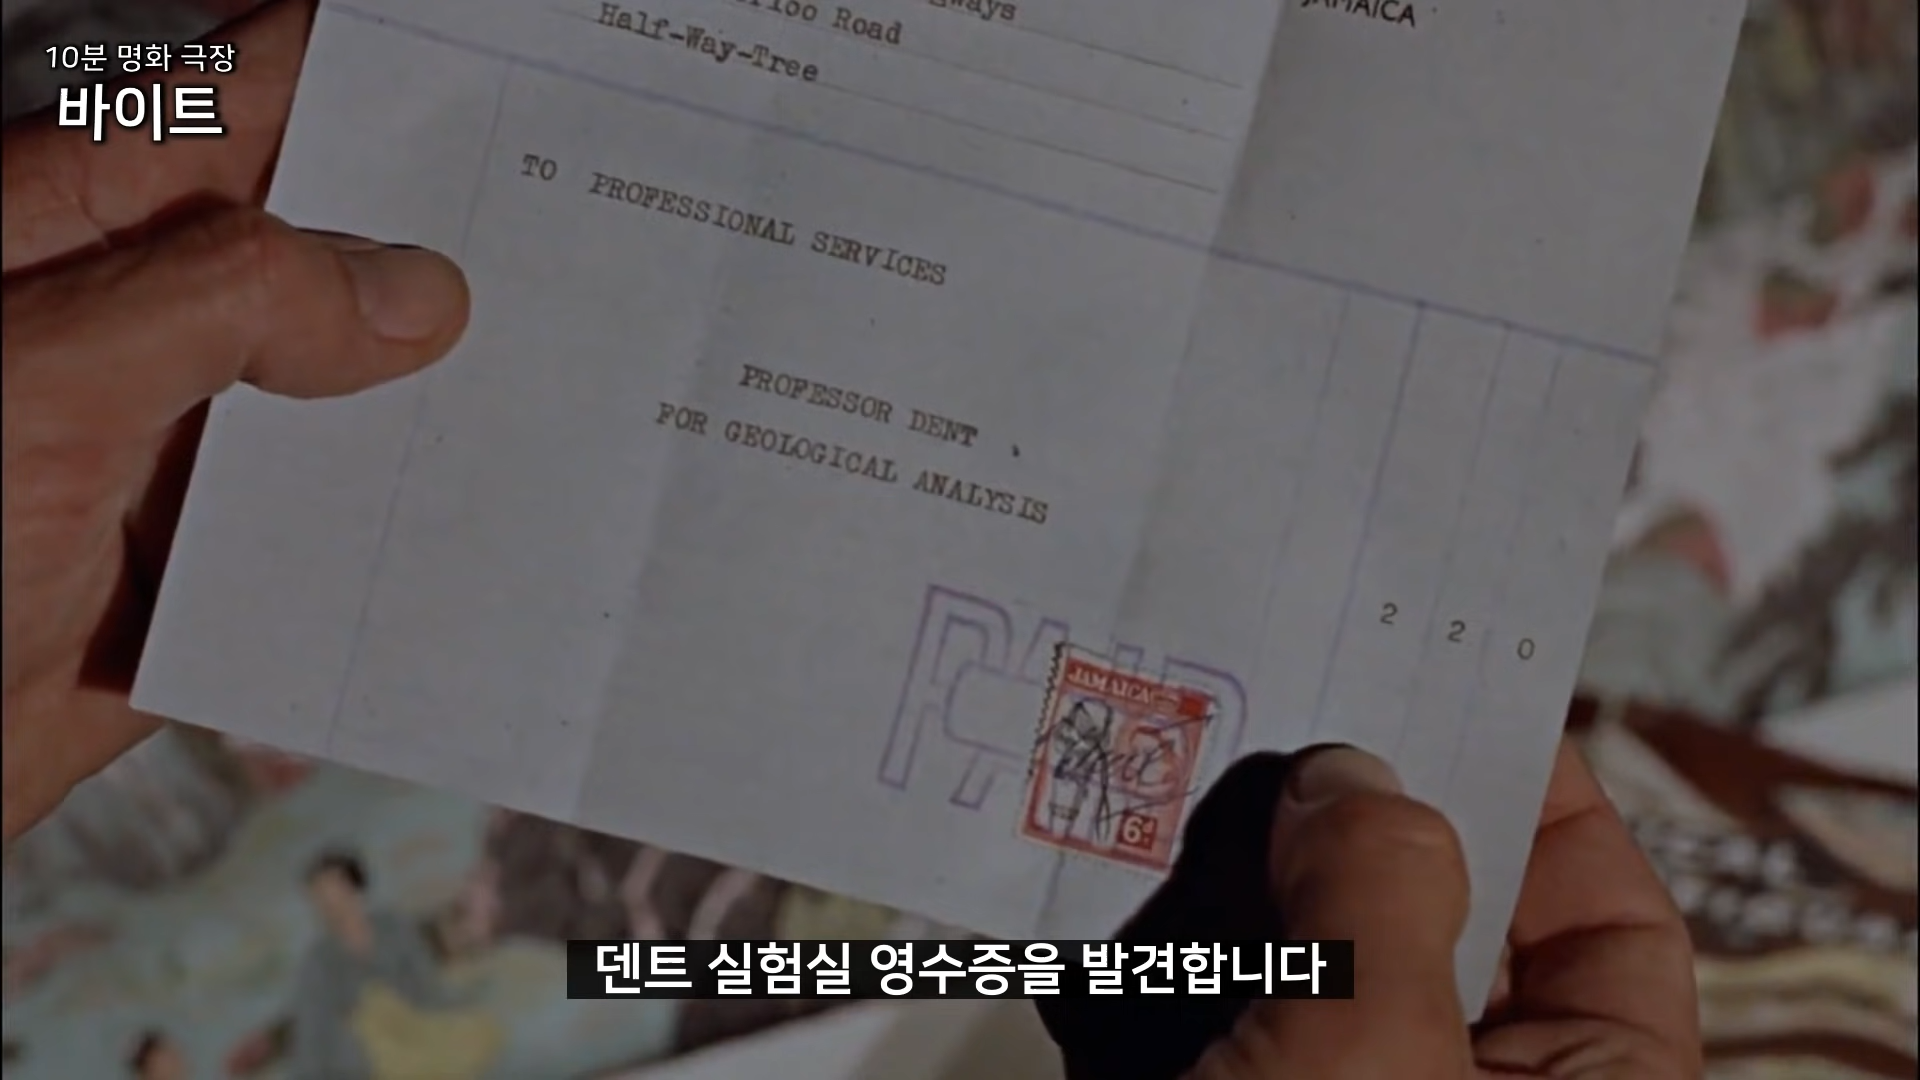 10분 명화 극장
바이트
JAMAICA
Road
Half-Way-Tree
TO PROFESSIONAL SERVICES
PROFESSOR DENT
FOR GEOLOGICAL ANALYSIS
2 2 0
PAID
JAMAICA
6d
덴트 실험실 영수증을 발견합니다